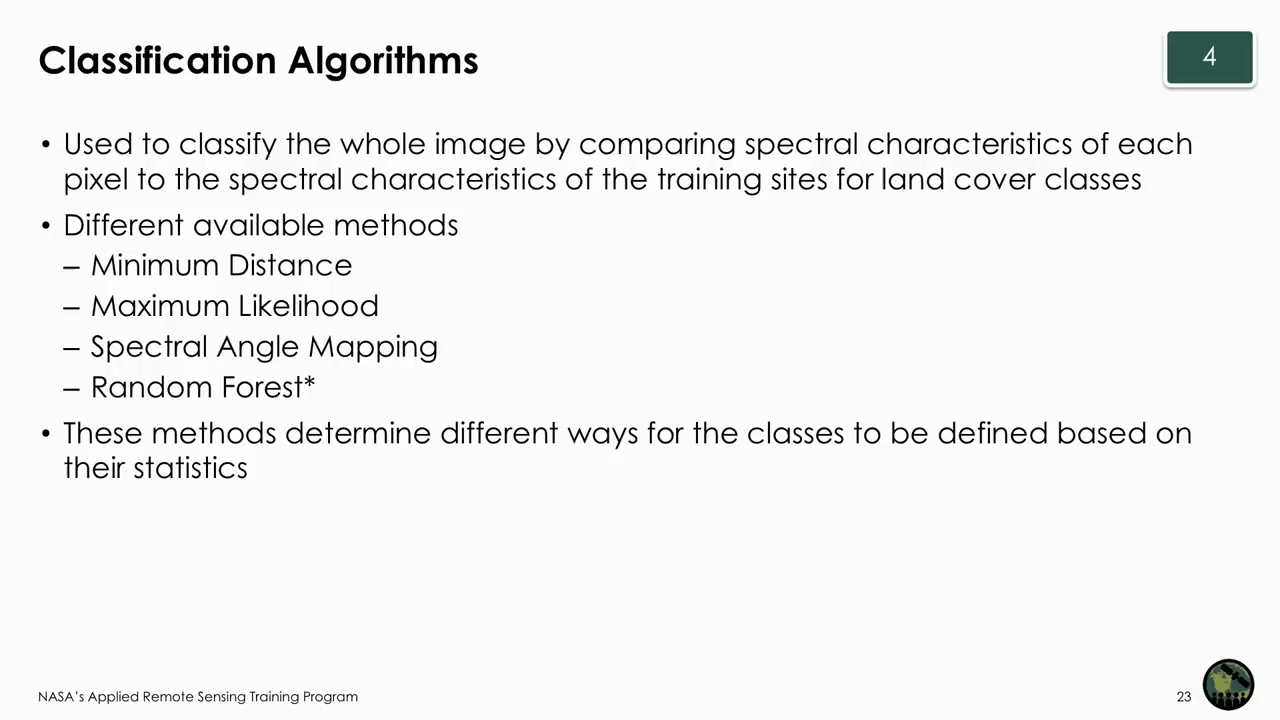 Classification Algorithms
4
• Used to classify the whole image by comparing spectral characteristics of each
pixel to the spectral characteristics of the training sites for land cover classes
• Different available methods
– Minimum Distance
– Maximum Likelihood
– Spectral Angle Mapping
– Random Forest*
• These methods determine different ways for the classes to be defined based on
their statistics
NASA's Applied Remote Sensing Training Program
23